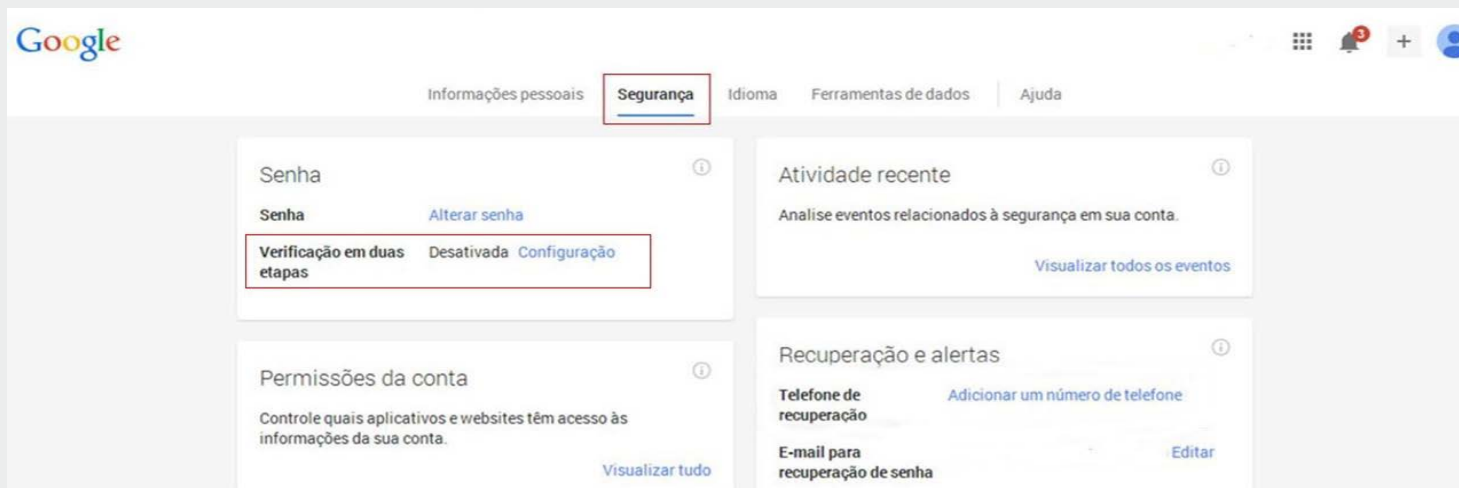 Google
3
+
Informações pessoais Segurança Idioma Ferramentas de dados Ajuda
Senha
Senha Alterar senha
Verificação em duas Desativada Configuração
etapas
Permissões da conta
Controle quais aplicativos e websites têm acesso às
informações da sua conta.
Visualizar tudo
Atividade recente
Analise eventos relacionados à segurança em sua conta.
Visualizar todos os eventos
Recuperação e alertas
Telefone de Adicionar um número de telefone
recuperação
E-mail para Editar
recuperação de senha